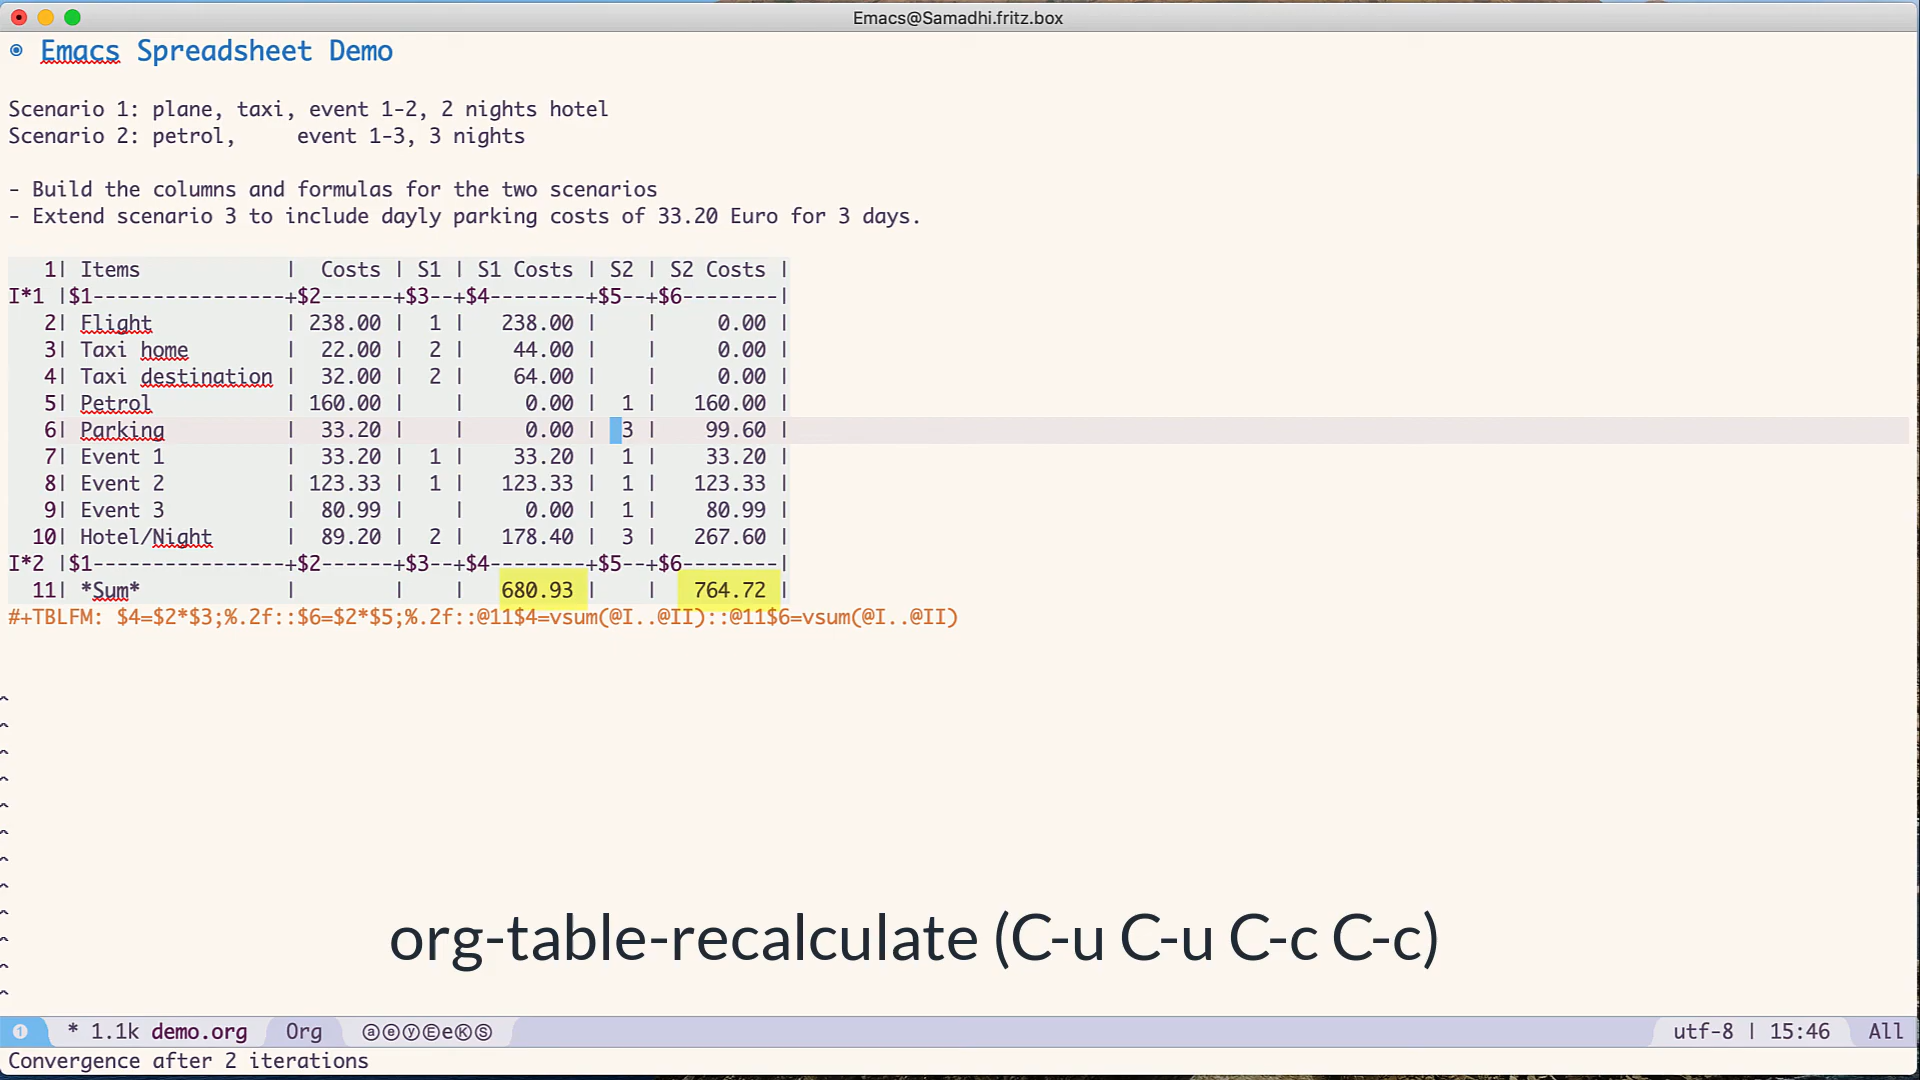 Emacs@Samadhi.fritz.box
Emacs Spreadsheet Demo
Scenario 1: plane, taxi, event 1-2, 2 nights hotel
Scenario 2: petrol,     event 1-3, 3 nights
- Build the columns and formulas for the two scenarios
- Extend scenario 3 to include dayly parking costs of 33.20 Euro for 3 days.
1| Items            |  Costs | S1 | S1 Costs | S2 | S2 Costs |
I*1 |$1----------------+$2------+$3--+$4--------+$5--+$6--------|
2| Flight           | 238.00 |  1 |   238.00 |    |     0.00 |
3| Taxi home        |  22.00 |  2 |    44.00 |    |     0.00 |
4| Taxi destination |  32.00 |  2 |    64.00 |    |     0.00 |
5| Petrol           | 160.00 |    |     0.00 |  1 |   160.00 |
6| Parking          |  33.20 |    |     0.00 |  3 |    99.60 |
7| Event 1          |  33.20 |  1 |    33.20 |  1 |    33.20 |
8| Event 2          | 123.33 |  1 |   123.33 |  1 |   123.33 |
9| Event 3          |  80.99 |    |     0.00 |  1 |    80.99 |
10| Hotel/Night      |  89.20 |  2 |   178.40 |  3 |   267.60 |
I*2 |$1----------------+$2------+$3--+$4--------+$5--+$6--------|
11| *Sum*            |        |    |   680.93 |    |   764.72 |
#+TBLFM: $4=$2*$3;%.2f::$6=$2*$5;%.2f::@11$4=vsum(@I..@II)::@11$6=vsum(@I..@II)
org-table-recalculate (C-u C-u C-c C-c)
❶ * 1.1k demo.org Org ⓐⓔⓨⒺeⓀⓈ utf-8 | 15:46 All
Convergence after 2 iterations